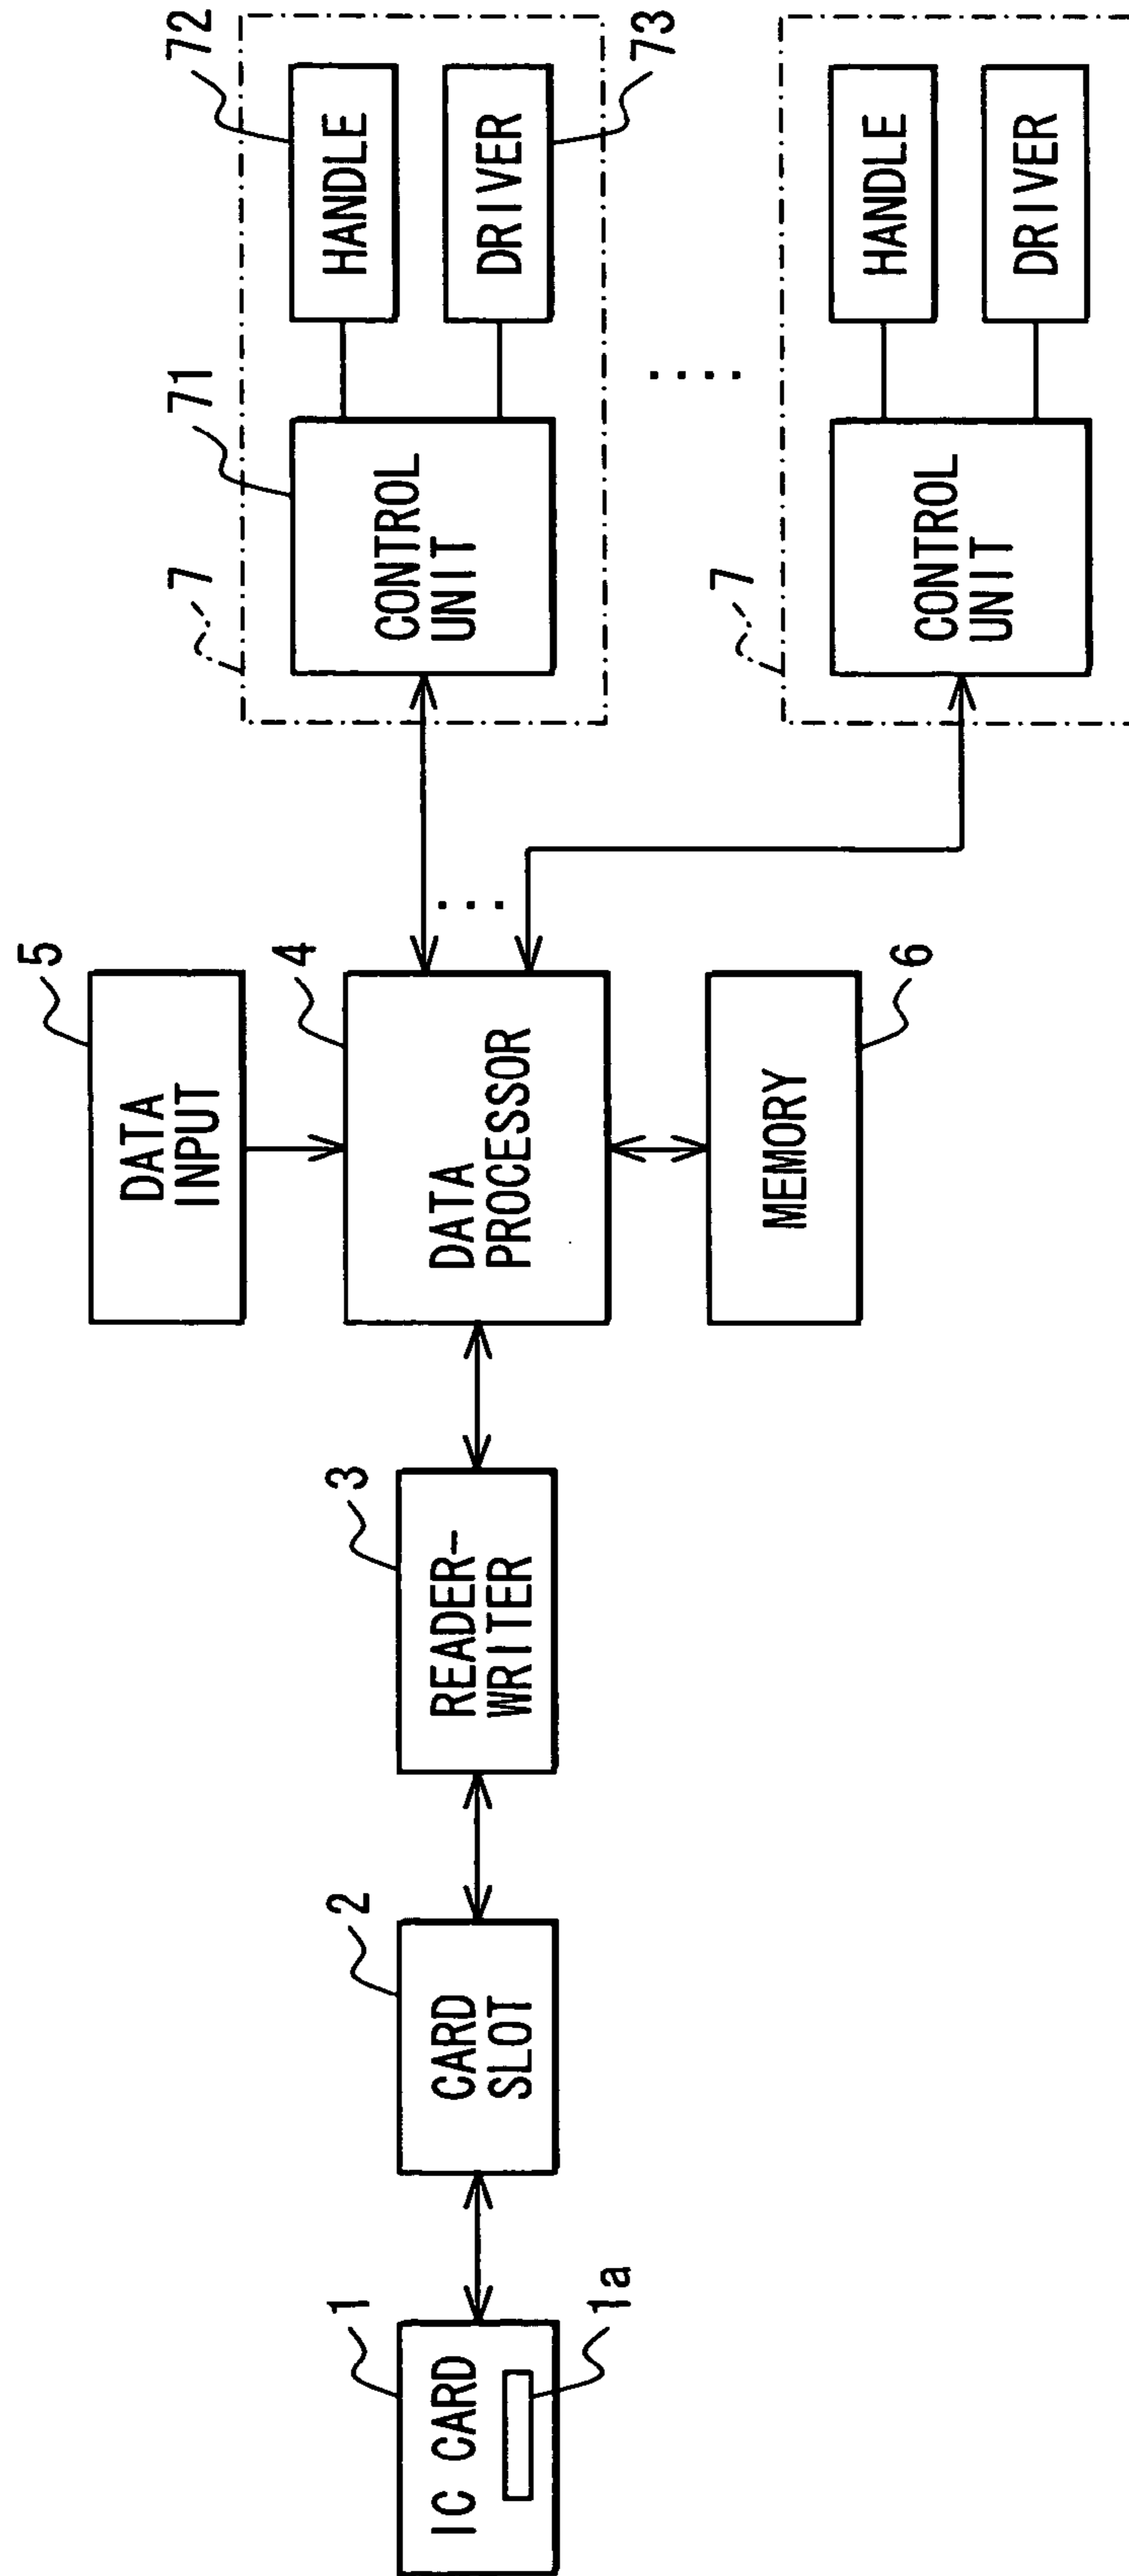 5
DATA
INPUT
72
HANDLE
71
7
CONTROL
UNIT
DRIVER
73
1
IC CARD
1a
2
CARD
SLOT
3
READER-
WRITER
4
DATA
PROCESSOR
....
...
6
MEMORY
7
CONTROL
UNIT
HANDLE
DRIVER